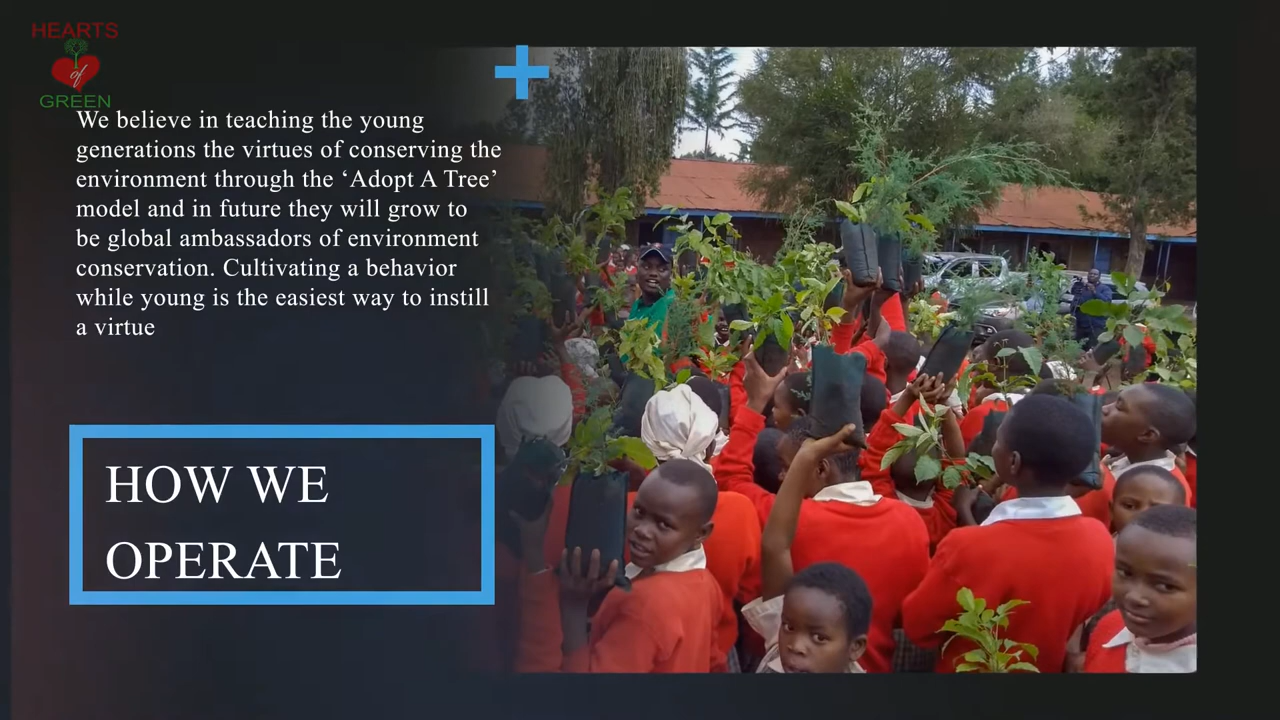 HEARTS
of
GREEN
We believe in teaching the young
generations the virtues of conserving the
environment through the ‘Adopt A Tree’
model and in future they will grow to
be global ambassadors of environment
conservation. Cultivating a behavior
while young is the easiest way to instill
a virtue
HOW WE
OPERATE